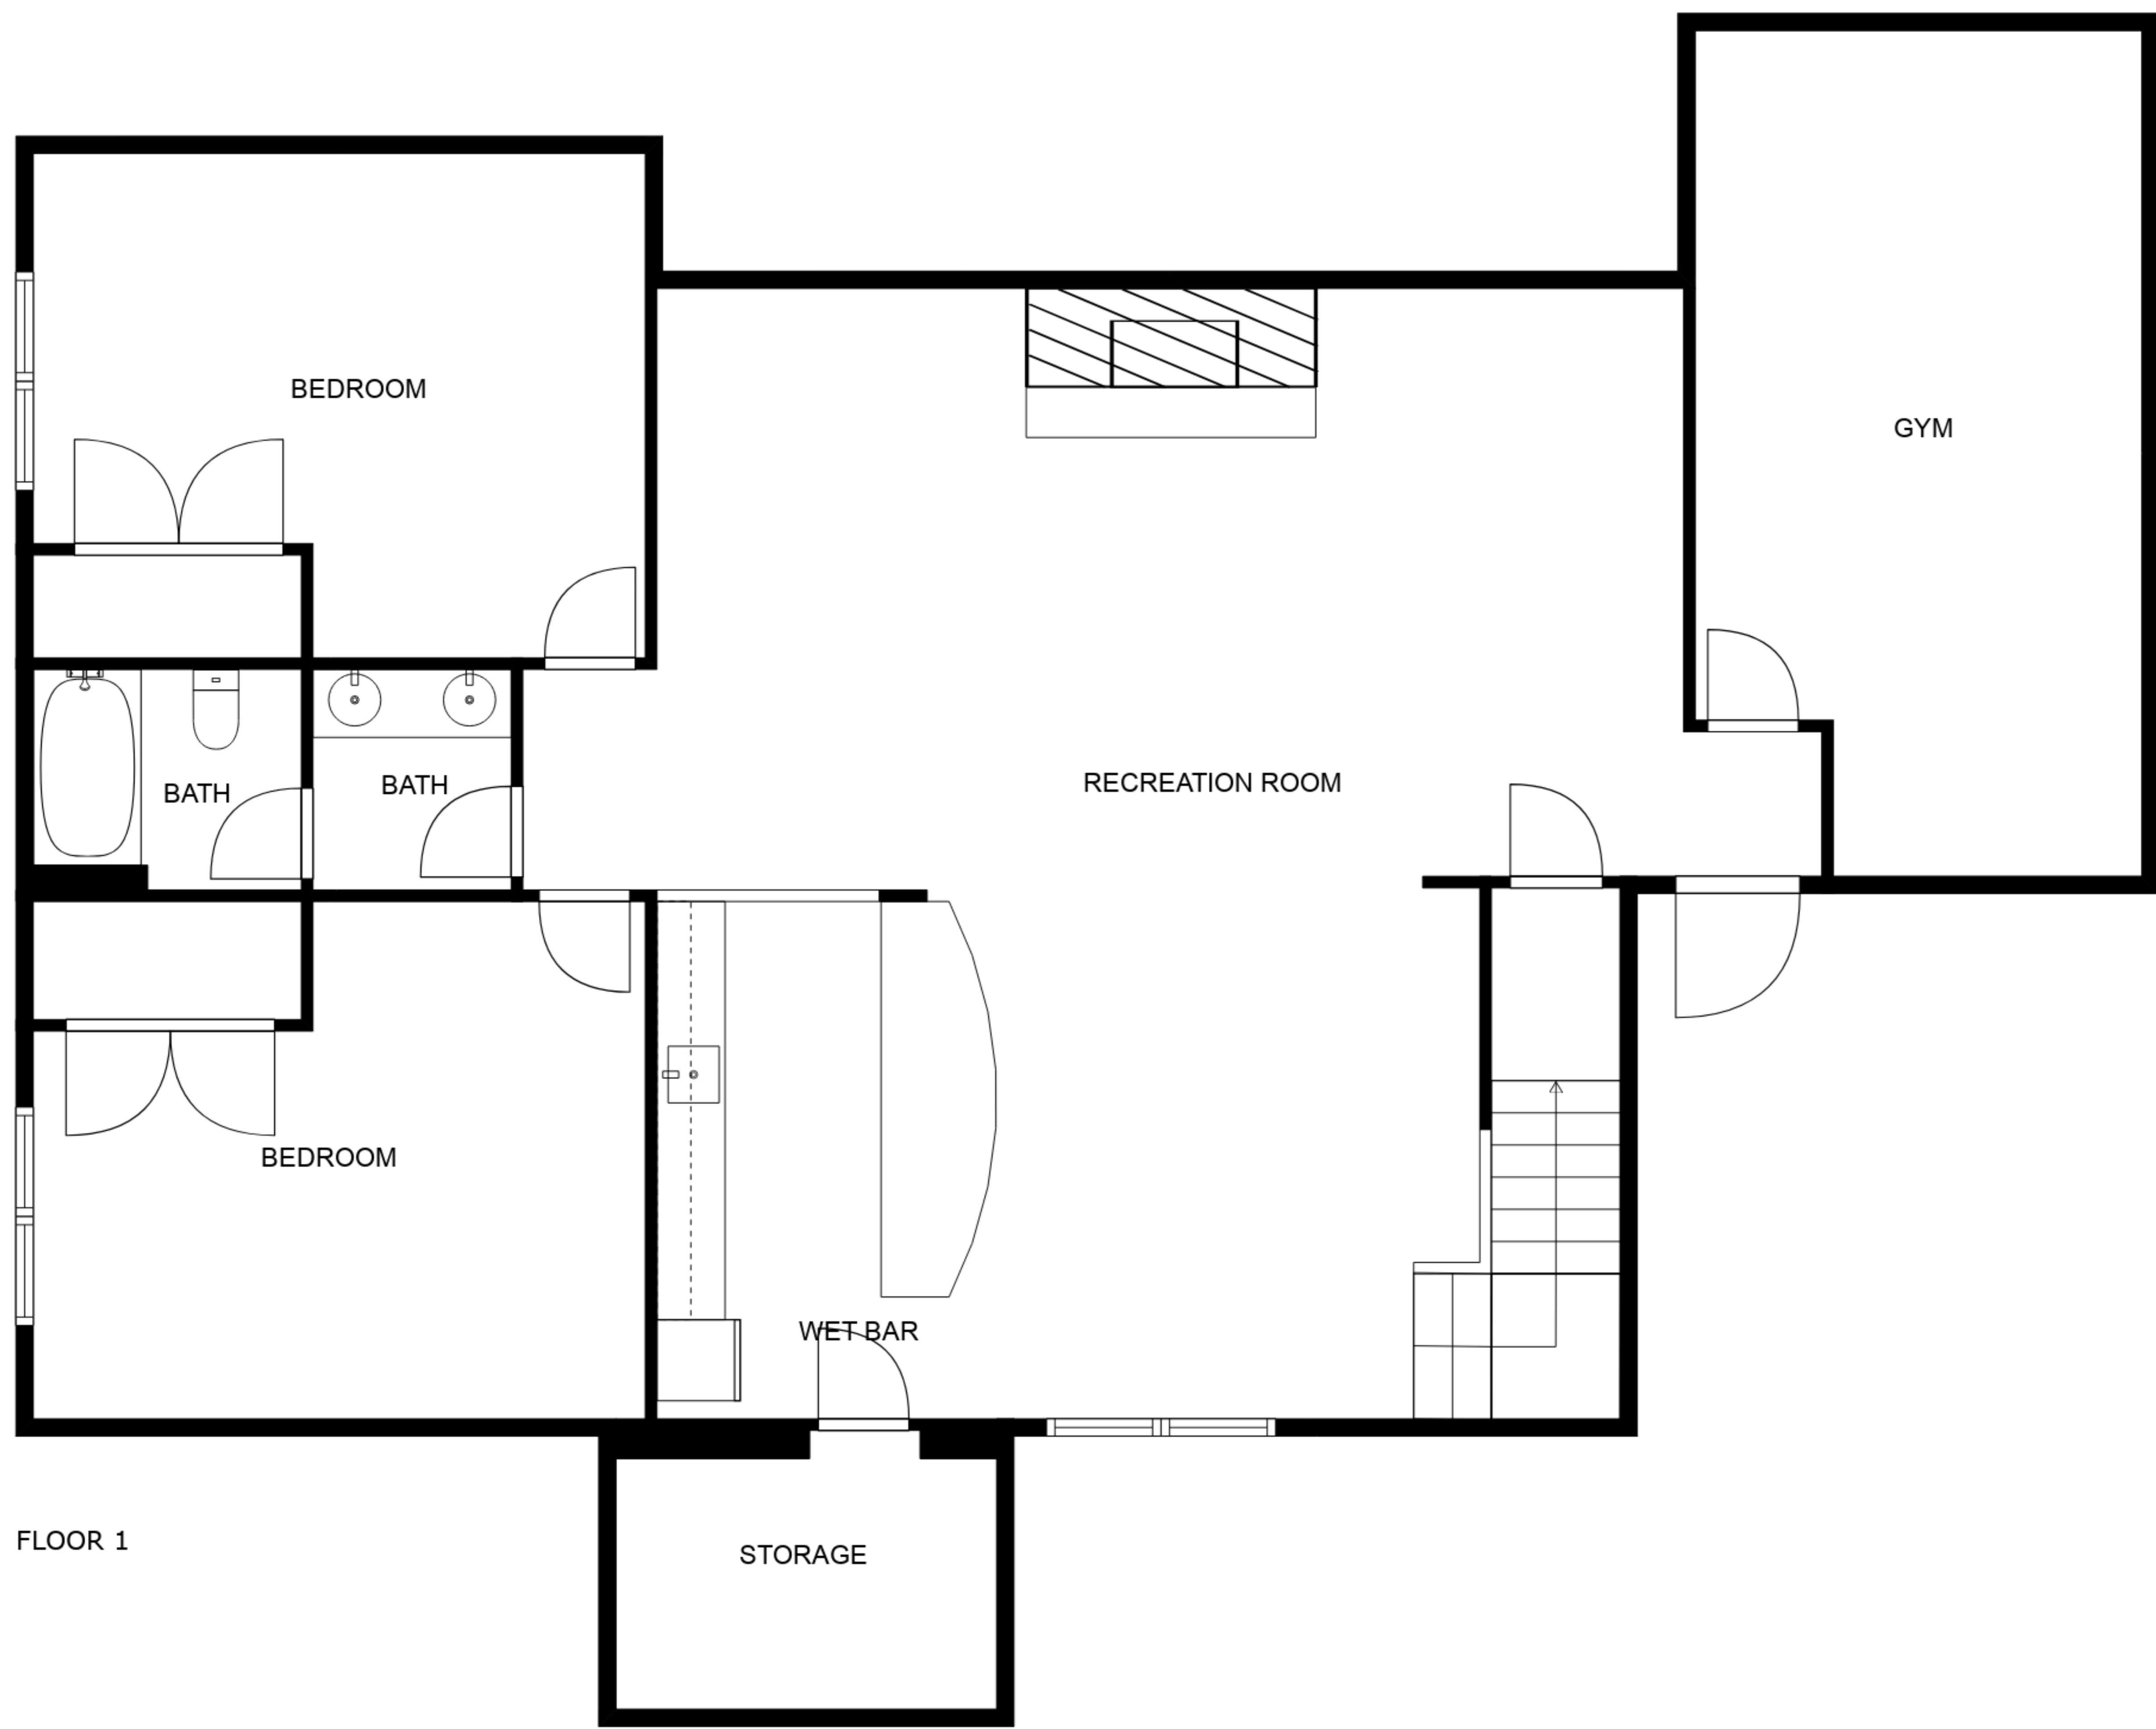 BEDROOM
GYM
RECREATION ROOM
BATH
BATH
BEDROOM
WET BAR
FLOOR 1
STORAGE